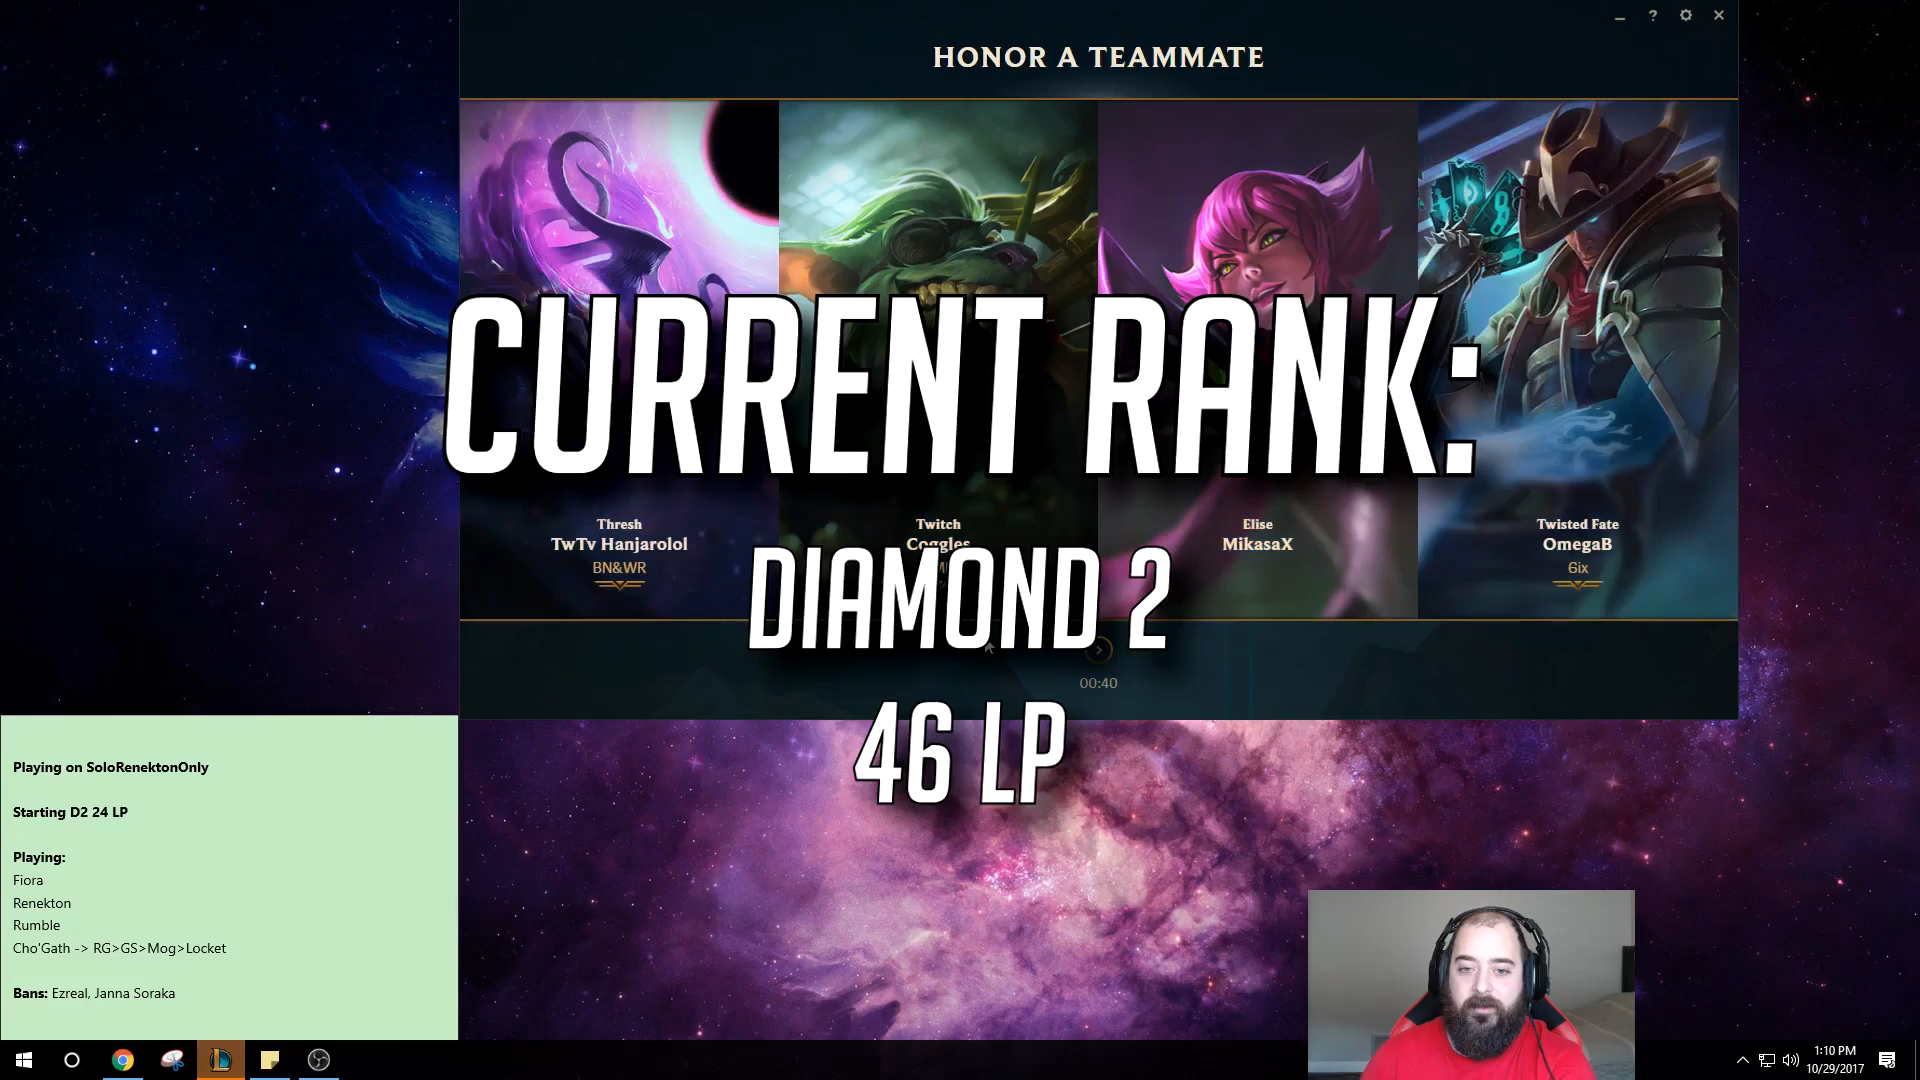 HONOR A TEAMMATE
CURRENT RANK:
Thresh
TwTv Hanjarolol
BN&WR
Twitch
Coggles
Elise
MikasaX
Twisted Fate
OmegaB
6ix
DIAMOND 2
00:40
46 LP
Playing on SoloRenektonOnly
Starting D2 24 LP
Playing:
Fiora
Renekton
Rumble
Cho'Gath -> RG>GS>Mog>Locket
Bans: Ezreal, Janna Soraka
1:10 PM
10/29/2017